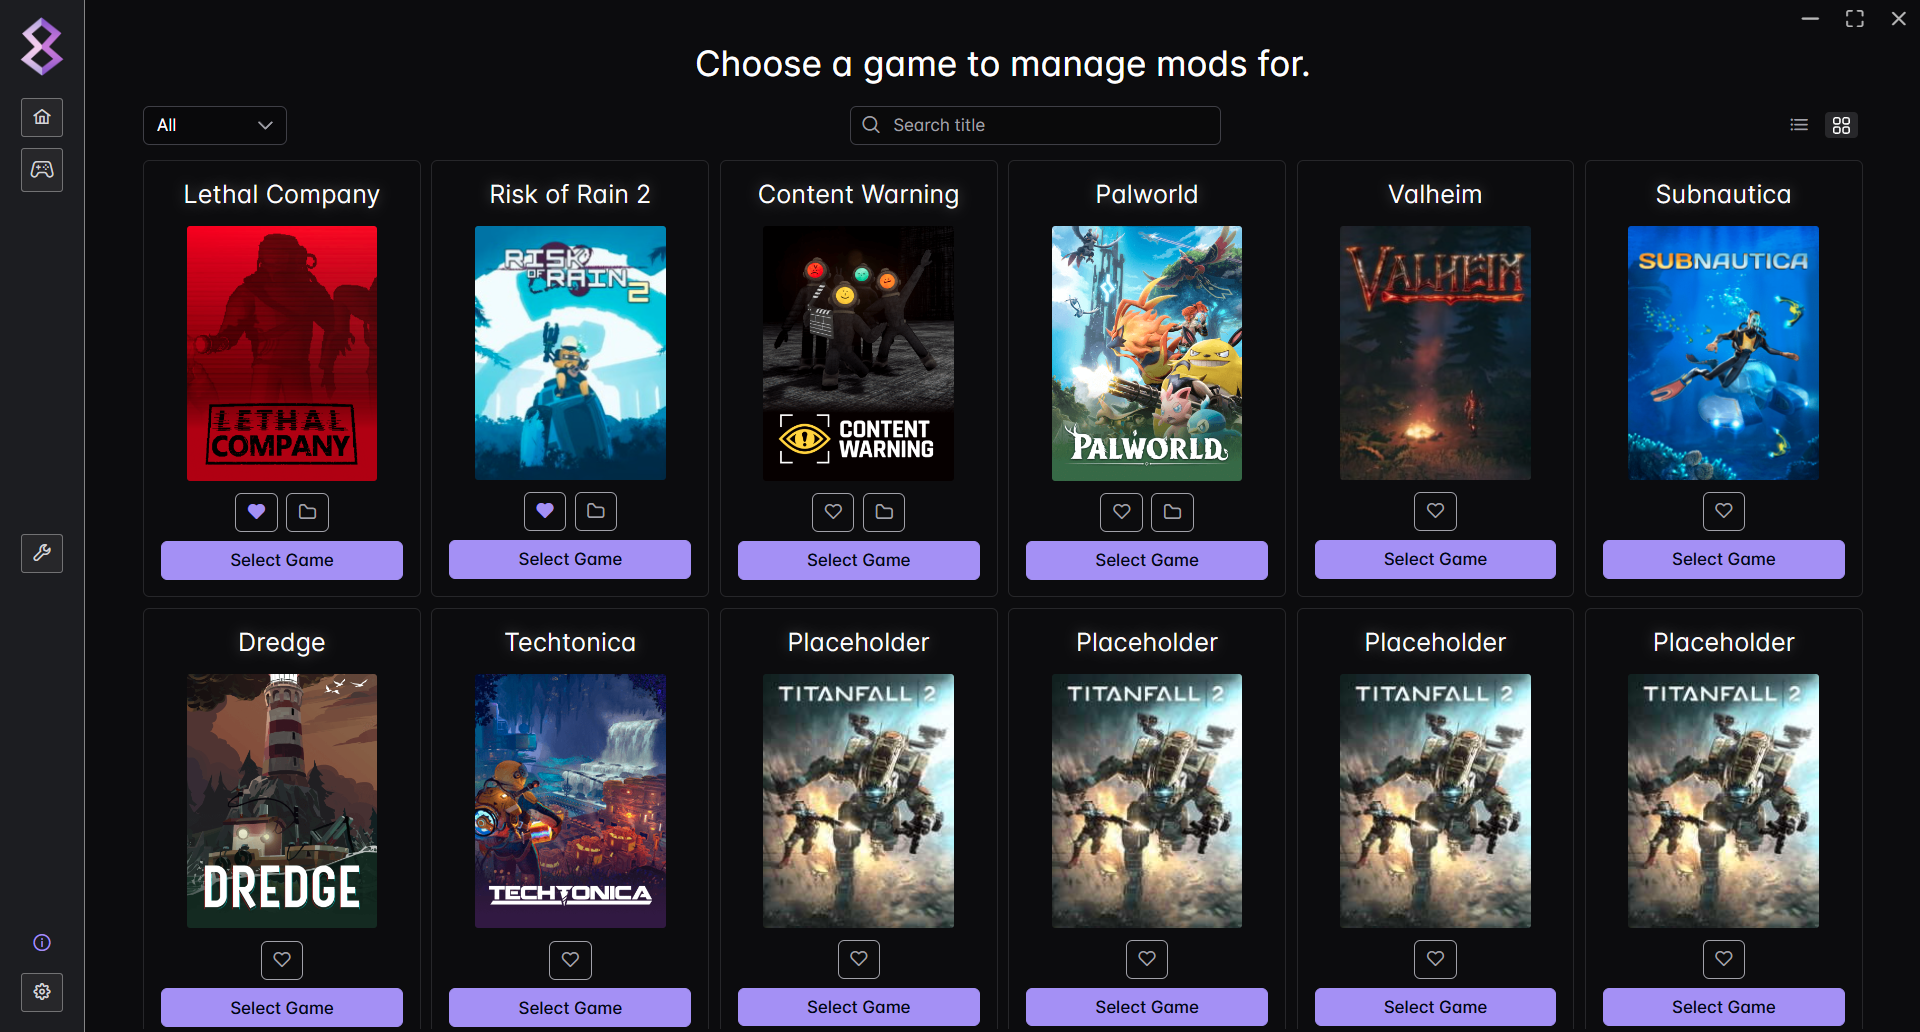 Choose a game to manage mods for.
All
Search title
Lethal Company
Risk of Rain 2
Content Warning
Palworld
Valheim
Subnautica
LETHAL
COMPANY
RISK
OF RAIN
2
CONTENT
WARNING
PALWORLD
VALHEIM
SUBNAUTICA
Select Game
Select Game
Select Game
Select Game
Select Game
Select Game
Dredge
Techtonica
Placeholder
Placeholder
Placeholder
Placeholder
DREDGE
TECHTONICA
TITANFALL 2
TITANFALL 2
TITANFALL 2
TITANFALL 2
Select Game
Select Game
Select Game
Select Game
Select Game
Select Game